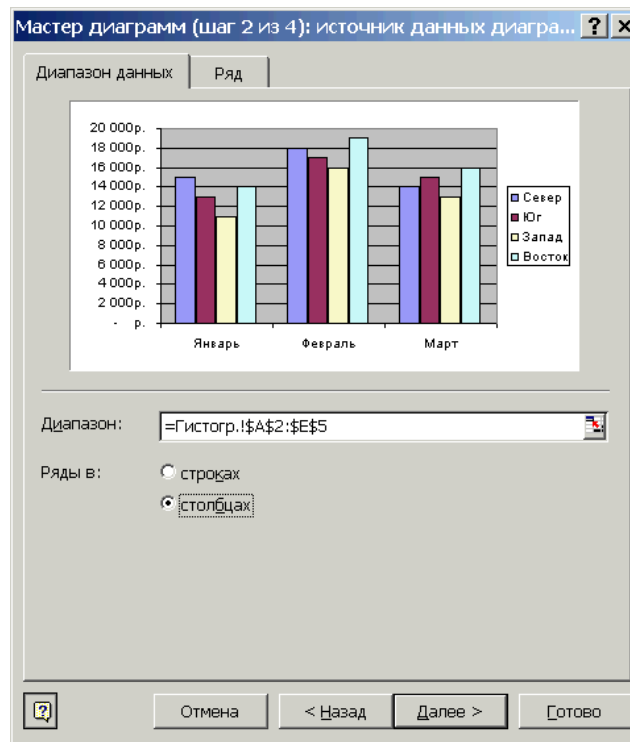 Мастер диаграмм (шаг 2 из 4): источник данных диагра...
Диапазон данных
Ряд
20 000р.
18 000р.
16 000р.
14 000р.
12 000р.
10 000р.
8 000р.
6 000р.
4 000р.
2 000р.
- р.
Январь
Февраль
Март
Север
Юг
Запад
Восток
Диапазон:
=Гистогр.!$A$2:$E$5
Ряды в:
строках
столбцах
Отмена
< Назад
Далее >
Готово